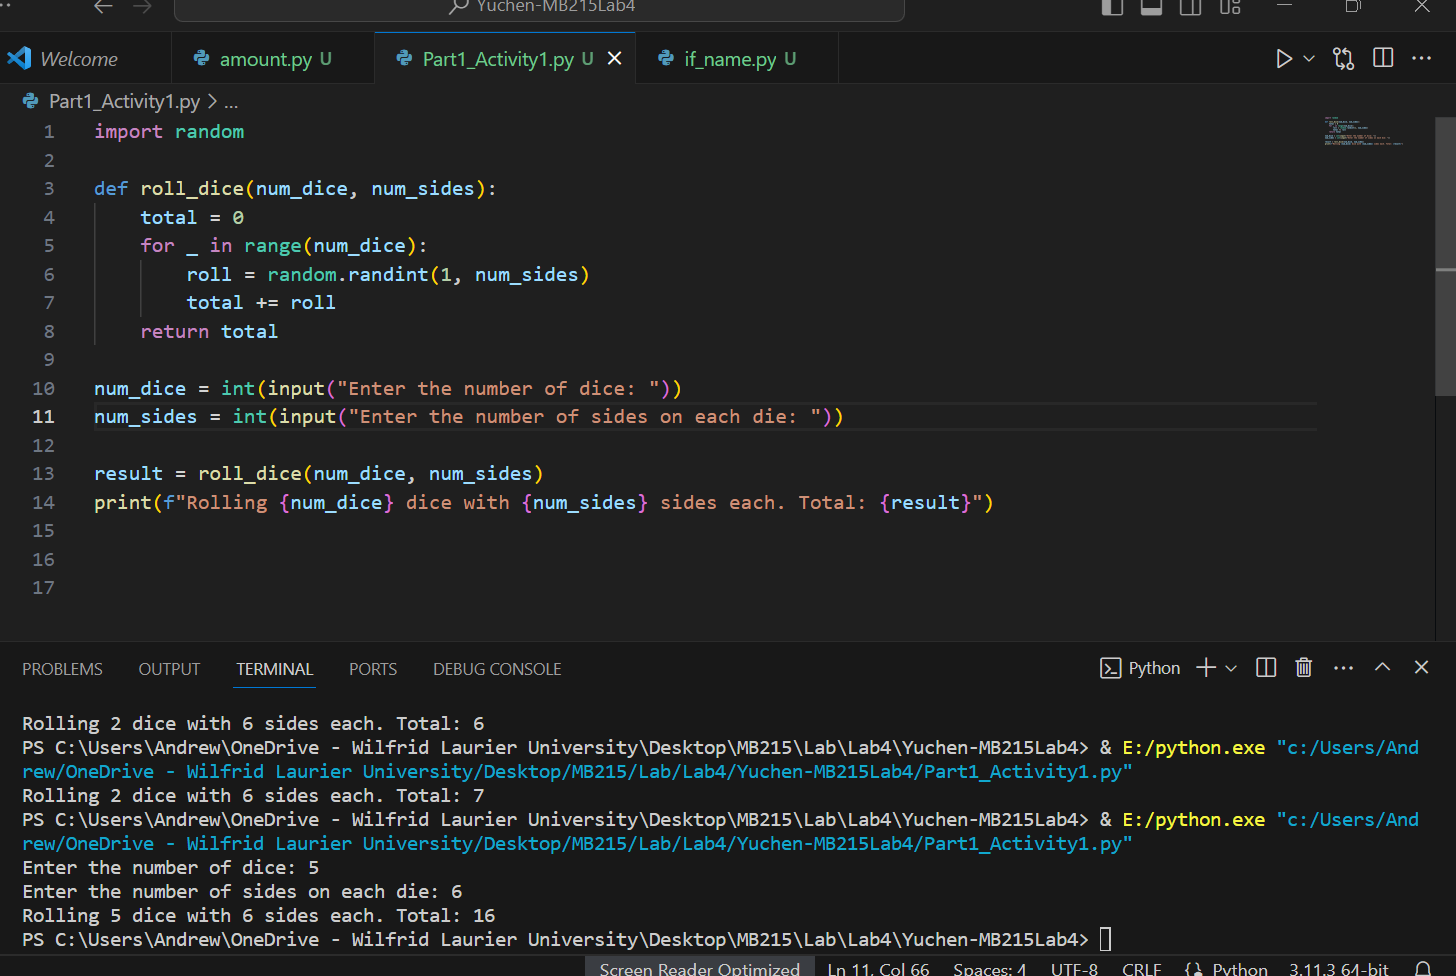 Yuchen-MB215Lab4
Welcome
amount.py U
Part1_Activity1.py U
if_name.py U
Part1_Activity1.py > ...
1 import random
2
3 def roll_dice(num_dice, num_sides):
4 total = 0
5 for _ in range(num_dice):
6 roll = random.randint(1, num_sides)
7 total += roll
8 return total
9
10 num_dice = int(input("Enter the number of dice: "))
11 num_sides = int(input("Enter the number of sides on each die: "))
12
13 result = roll_dice(num_dice, num_sides)
14 print(f"Rolling {num_dice} dice with {num_sides} sides each. Total: {result}")
15
16
17
PROBLEMS OUTPUT TERMINAL PORTS DEBUG CONSOLE
Python
Rolling 2 dice with 6 sides each. Total: 6
PS C:\Users\Andrew\OneDrive - Wilfrid Laurier University\Desktop\MB215\Lab\Lab4\Yuchen-MB215Lab4> & E:/python.exe "c:/Users/And
rew/OneDrive - Wilfrid Laurier University/Desktop/MB215/Lab/Lab4/Yuchen-MB215Lab4/Part1_Activity1.py"
Rolling 2 dice with 6 sides each. Total: 7
PS C:\Users\Andrew\OneDrive - Wilfrid Laurier University\Desktop\MB215\Lab\Lab4\Yuchen-MB215Lab4> & E:/python.exe "c:/Users/And
rew/OneDrive - Wilfrid Laurier University/Desktop/MB215/Lab/Lab4/Yuchen-MB215Lab4/Part1_Activity1.py"
Enter the number of dice: 5
Enter the number of sides on each die: 6
Rolling 5 dice with 6 sides each. Total: 16
PS C:\Users\Andrew\OneDrive - Wilfrid Laurier University\Desktop\MB215\Lab\Lab4\Yuchen-MB215Lab4>
Screen Reader Optimized Ln 11, Col 66 Spaces: 4 UTF-8 CRLF {} Python 3.11.3 64-bit